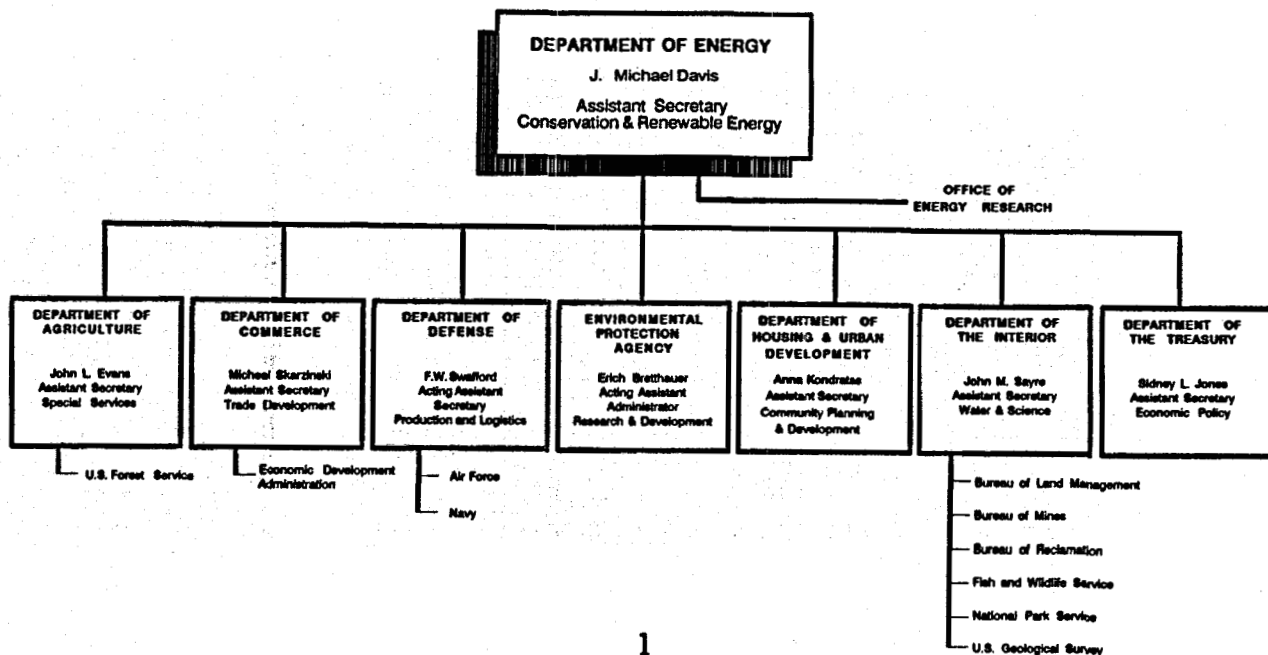 DEPARTMENT OF ENERGY
J. Michael Davis
Assistant Secretary
Conservation & Renewable Energy
OFFICE OF
ENERGY RESEARCH
DEPARTMENT OF
AGRICULTURE
John L. Evans
Assistant Secretary
Special Services
U.S. Forest Service
DEPARTMENT OF
COMMERCE
Micheel Skarzinski
Assistant Secretary
Trade Development
Economic Development
Administration
DEPARTMENT OF
DEFENSE
F.W. Swafford
Acting Assistant
Secretary
Production and Logistics
Air Force
Navy
ENVIRONMENTAL
PROTECTION
AGENCY
Erich Bretthauer
Acting Assistant
Administrator
Research & Development
DEPARTMENT OF
HOUSING & URBAN
DEVELOPMENT
Anna Kondratas
Assistant Secretary
Community Planning
& Development
DEPARTMENT OF
THE INTERIOR
John M. Sayre
Assistant Secretary
Water & Science
Bureau of Land Management
Bureau of Mines
Bureau of Reclamation
Fish and Wildlife Service
National Park Service
U.S. Geological Survey
DEPARTMENT OF
THE TREASURY
Sidney L. Jones
Assistant Secretary
Economic Policy
1